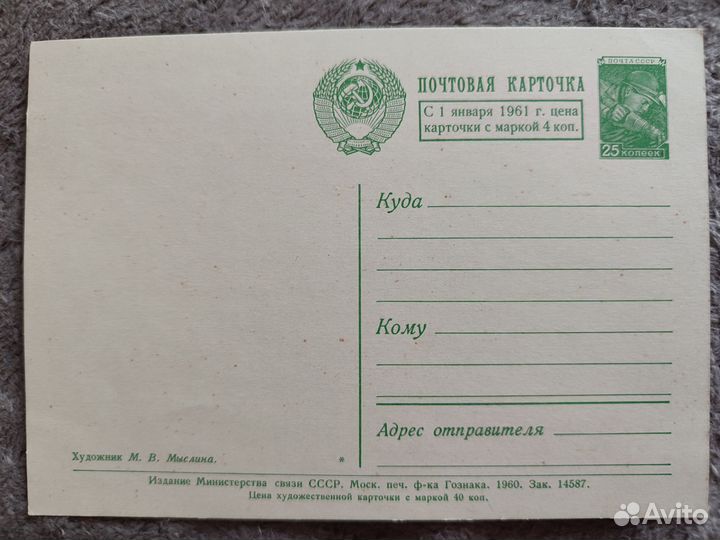 ПОЧТОВАЯ КАРТОЧКА
С 1 января 1961 г. цена
карточки с маркой 4 коп.
ПОЧТА СССР
25 КОПЕЕК
Куда
Кому
Адрес отправителя
Художник М. В. Мыслина.
*
Издание Министерства связи СССР. Моск. печ. ф-ка Гознака. 1960. Зак. 14587.
Цена художественной карточки с маркой 40 коп.
Avito